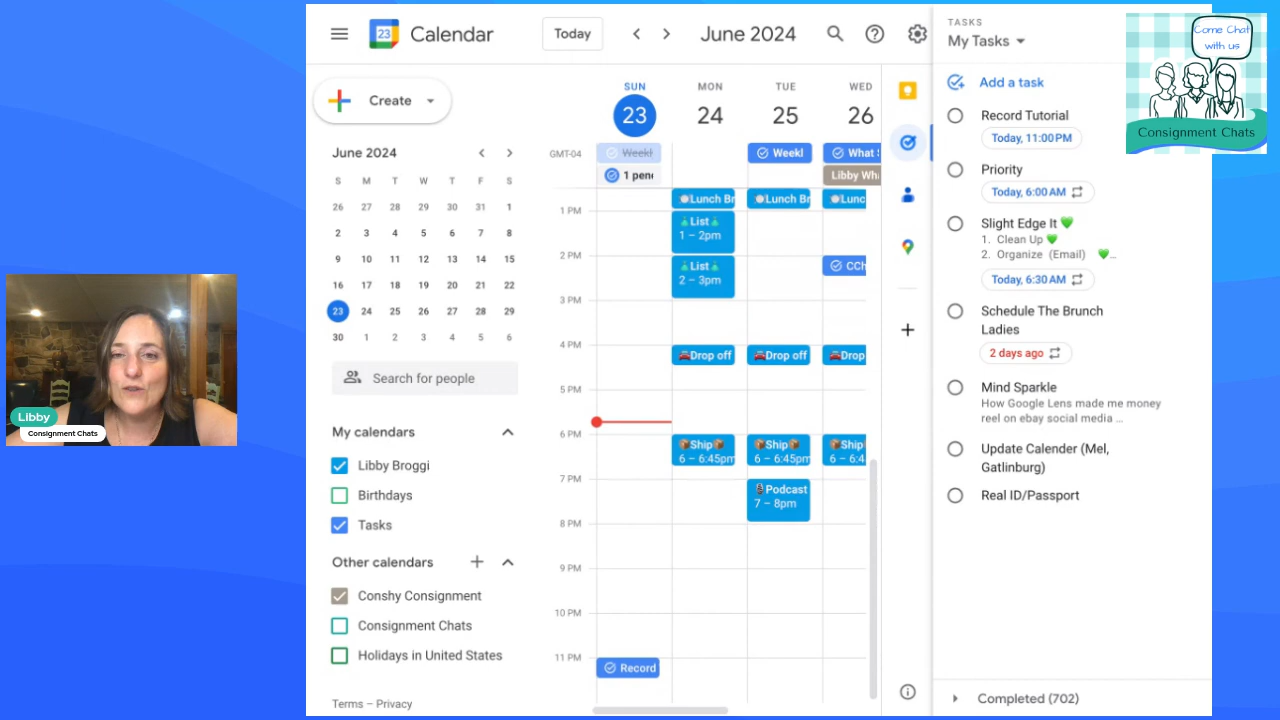 Calendar
Today
June 2024
TASKS
My Tasks
Come Chat
with us
Consignment Chats
Create
SUN
MON
TUE
WED
23
24
25
26
Add a task
Record Tutorial
Today, 11:00 PM
Priority
Today, 6:00 AM
Slight Edge It 💚
1. Clean Up 💚
2. Organize (Email) 💚...
Today, 6:30 AM
Schedule The Brunch
Ladies
2 days ago
Mind Sparkle
How Google Lens made me money
reel on ebay social media ...
Update Calender (Mel,
Gatlinburg)
Real ID/Passport
Completed (702)
June 2024
S M T W T F S
26 27 28 29 30 31 1
2 3 4 5 6 7 8
9 10 11 12 13 14 15
16 17 18 19 20 21 22
23 24 25 26 27 28 29
30 1 2 3 4 5 6
Search for people
My calendars
Libby Broggi
Birthdays
Tasks
Other calendars
Conshy Consignment
Consignment Chats
Holidays in United States
Terms – Privacy
GMT-04
Weekl
1 pen
Weekl
What
Libby Wh
Lunch Br
Lunch Br
Lunc
1 PM
List
1 – 2pm
2 PM
List
2 – 3pm
CCh
3 PM
4 PM
Drop off
Drop off
Drop
5 PM
6 PM
Ship
6 – 6:45pm
Ship
6 – 6:45pm
Ship
6 – 6:4
7 PM
Podcast
7 – 8pm
8 PM
9 PM
10 PM
11 PM
Record
Libby
Consignment Chats